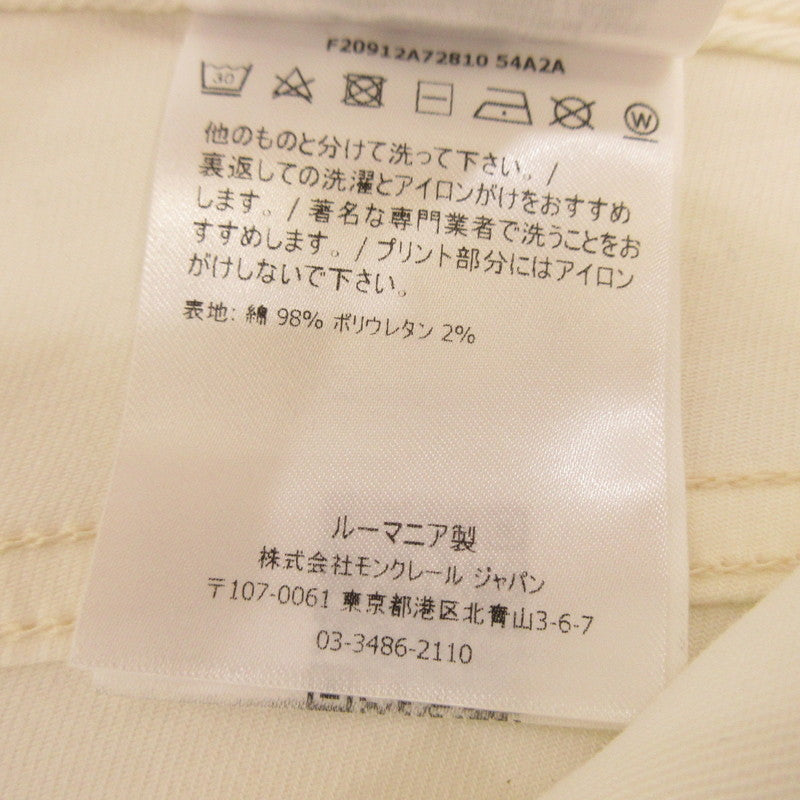 F20912A72810 54A2A
30
W
他のものと分けて洗って下さい。/
裏返しての洗濯とアイロンがけをおすすめ
します。/ 著名な専門業者で洗うことをお
すすめします。/ プリント部分にはアイロン
がけしないで下さい。
表地: 綿 98% ポリウレタン 2%
ルーマニア製
株式会社モンクレール ジャパン
〒107-0061 東京都港区北青山3-6-7
03-3486-2110